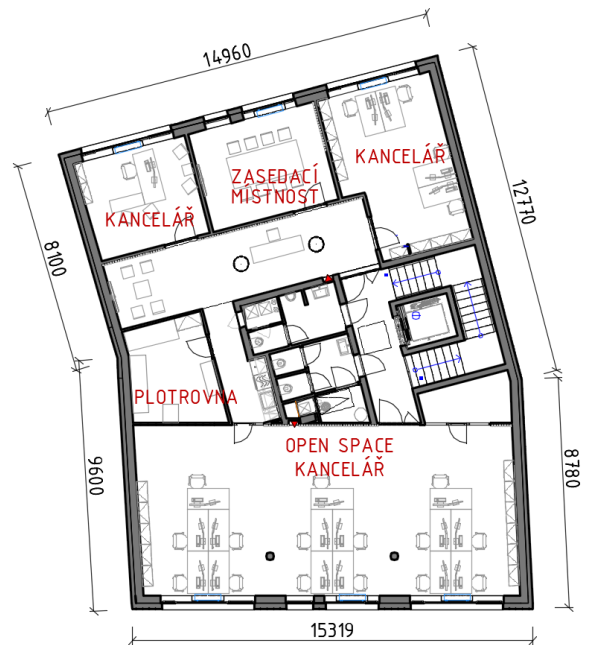 14960
KANCELÁŘ
ZASEDACÍ
MÍSTNOST
KANCELÁŘ
12770
8100
PLOTROVNA
OPEN SPACE
KANCELÁŘ
9600
8780
15319